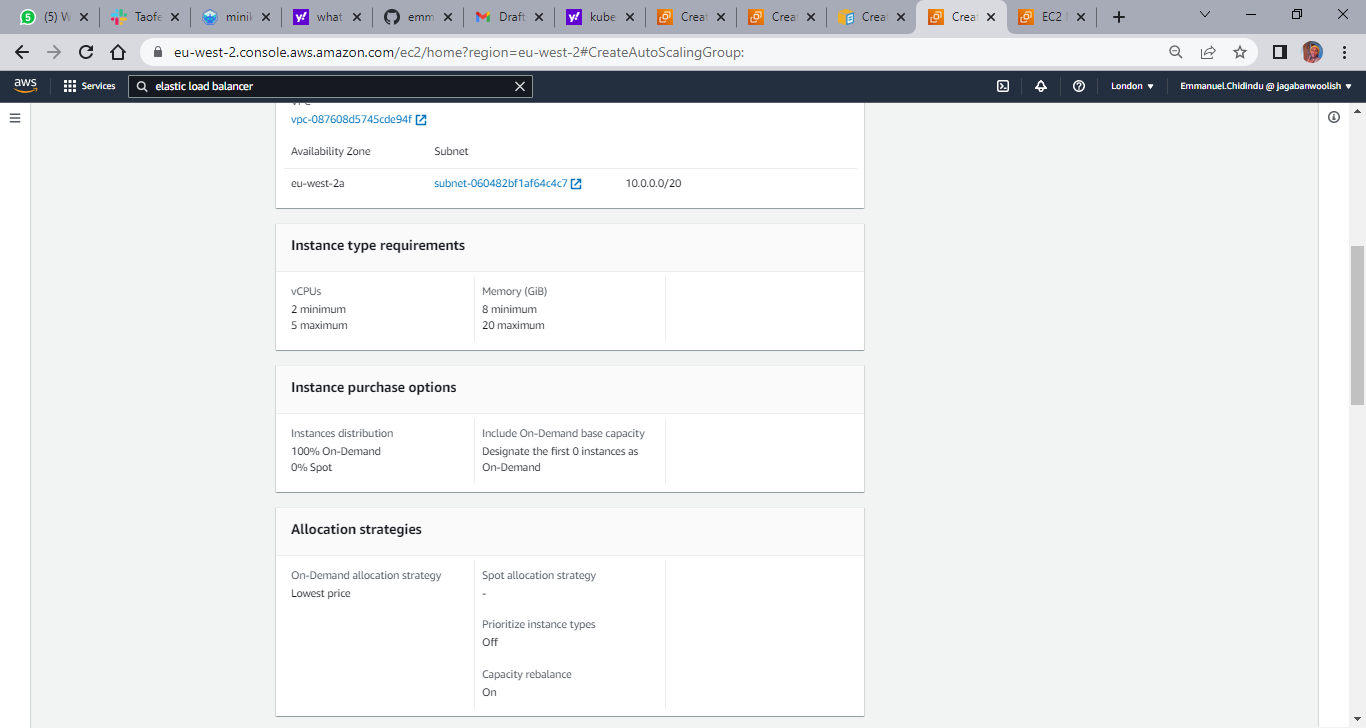 (5) W
Taofe
minik
what
emm
Draft
kube
Creat
Creat
Creat
Creat
EC2
eu-west-2.console.aws.amazon.com/ec2/home?region=eu-west-2#CreateAutoScalingGroup:
aws
Services
elastic load balancer
London
Emmanuel.Chidindu @ jagabanwoolish
VPC
vpc-087608d5745cde94f
Availability Zone Subnet
eu-west-2a subnet-060482bf1af64c4c7 10.0.0.0/20
Instance type requirements
vCPUs
2 minimum
5 maximum
Memory (GiB)
8 minimum
20 maximum
Instance purchase options
Instances distribution
100% On-Demand
0% Spot
Include On-Demand base capacity
Designate the first 0 instances as
On-Demand
Allocation strategies
On-Demand allocation strategy
Lowest price
Spot allocation strategy
-
Prioritize instance types
Off
Capacity rebalance
On